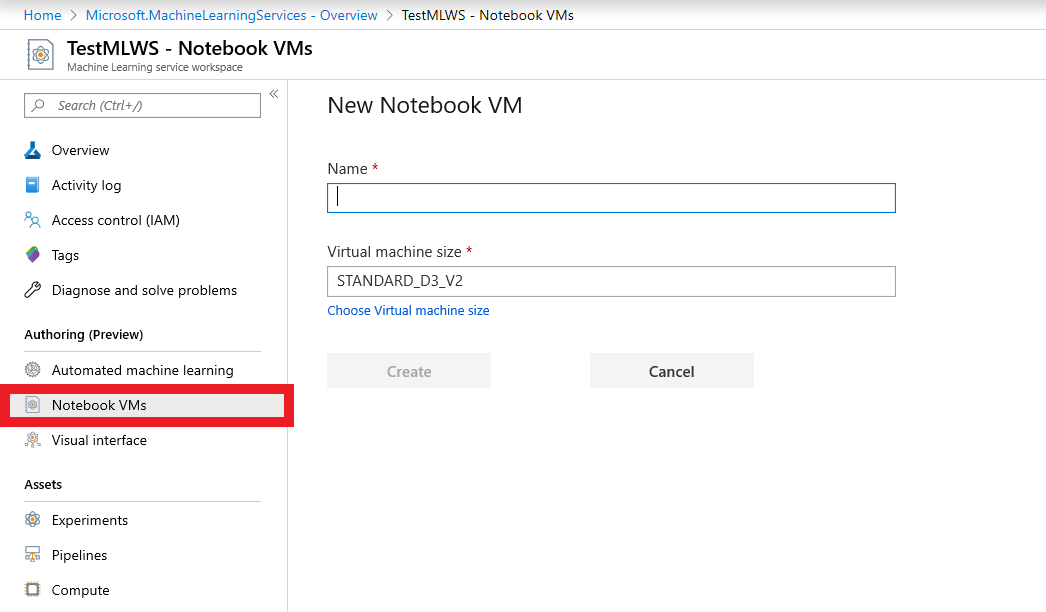 Home > Microsoft.MachineLearningServices - Overview > TestMLWS - Notebook VMs
TestMLWS - Notebook VMs
Machine Learning service workspace
Search (Ctrl+/)
«
Overview
Activity log
Access control (IAM)
Tags
Diagnose and solve problems
Authoring (Preview)
Automated machine learning
Notebook VMs
Visual interface
Assets
Experiments
Pipelines
Compute
New Notebook VM
Name *
Virtual machine size *
STANDARD_D3_V2
Choose Virtual machine size
Create Cancel